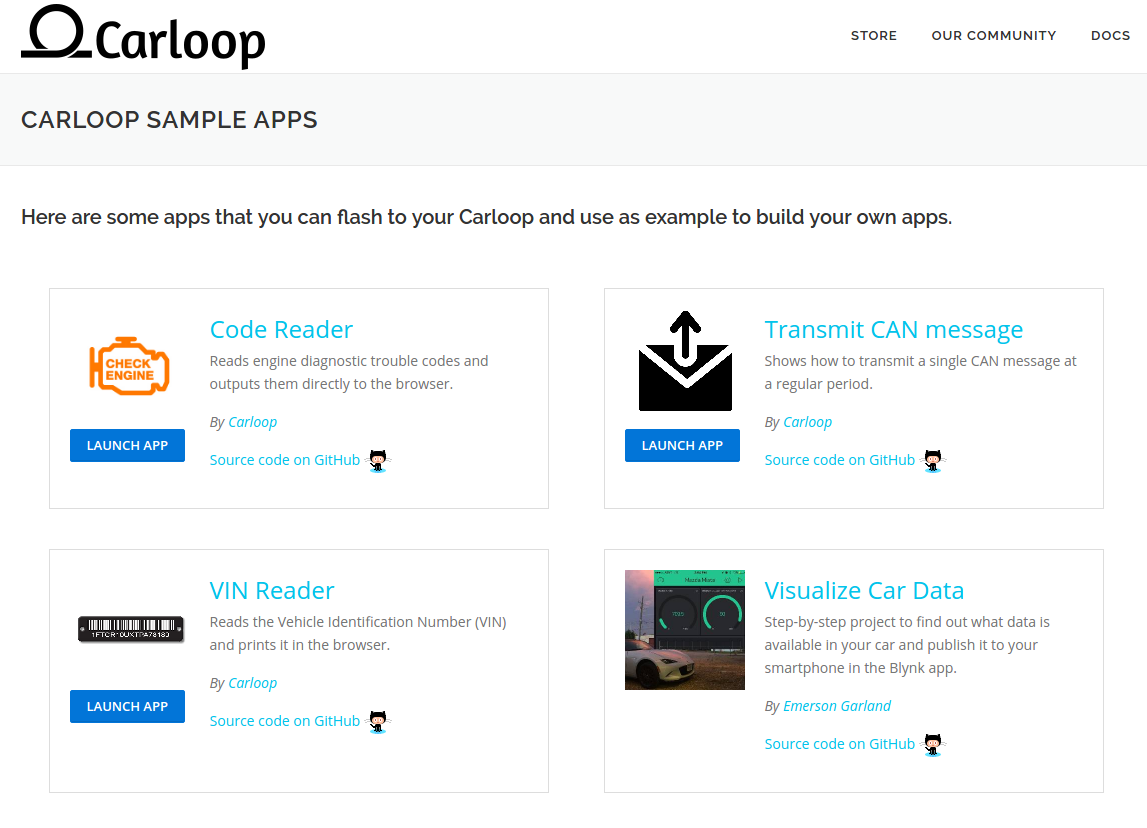 Carloop
STORE
OUR COMMUNITY
DOCS
CARLOOP SAMPLE APPS
Here are some apps that you can flash to your Carloop and use as example to build your own apps.
CHECK
ENGINE
LAUNCH APP
Code Reader
Reads engine diagnostic trouble codes and
outputs them directly to the browser.
By Carloop
Source code on GitHub
LAUNCH APP
Transmit CAN message
Shows how to transmit a single CAN message at
a regular period.
By Carloop
Source code on GitHub
LAUNCH APP
VIN Reader
Reads the Vehicle Identification Number (VIN)
and prints it in the browser.
By Carloop
Source code on GitHub
Visualize Car Data
Step-by-step project to find out what data is
available in your car and publish it to your
smartphone in the Blynk app.
By Emerson Garland
Source code on GitHub